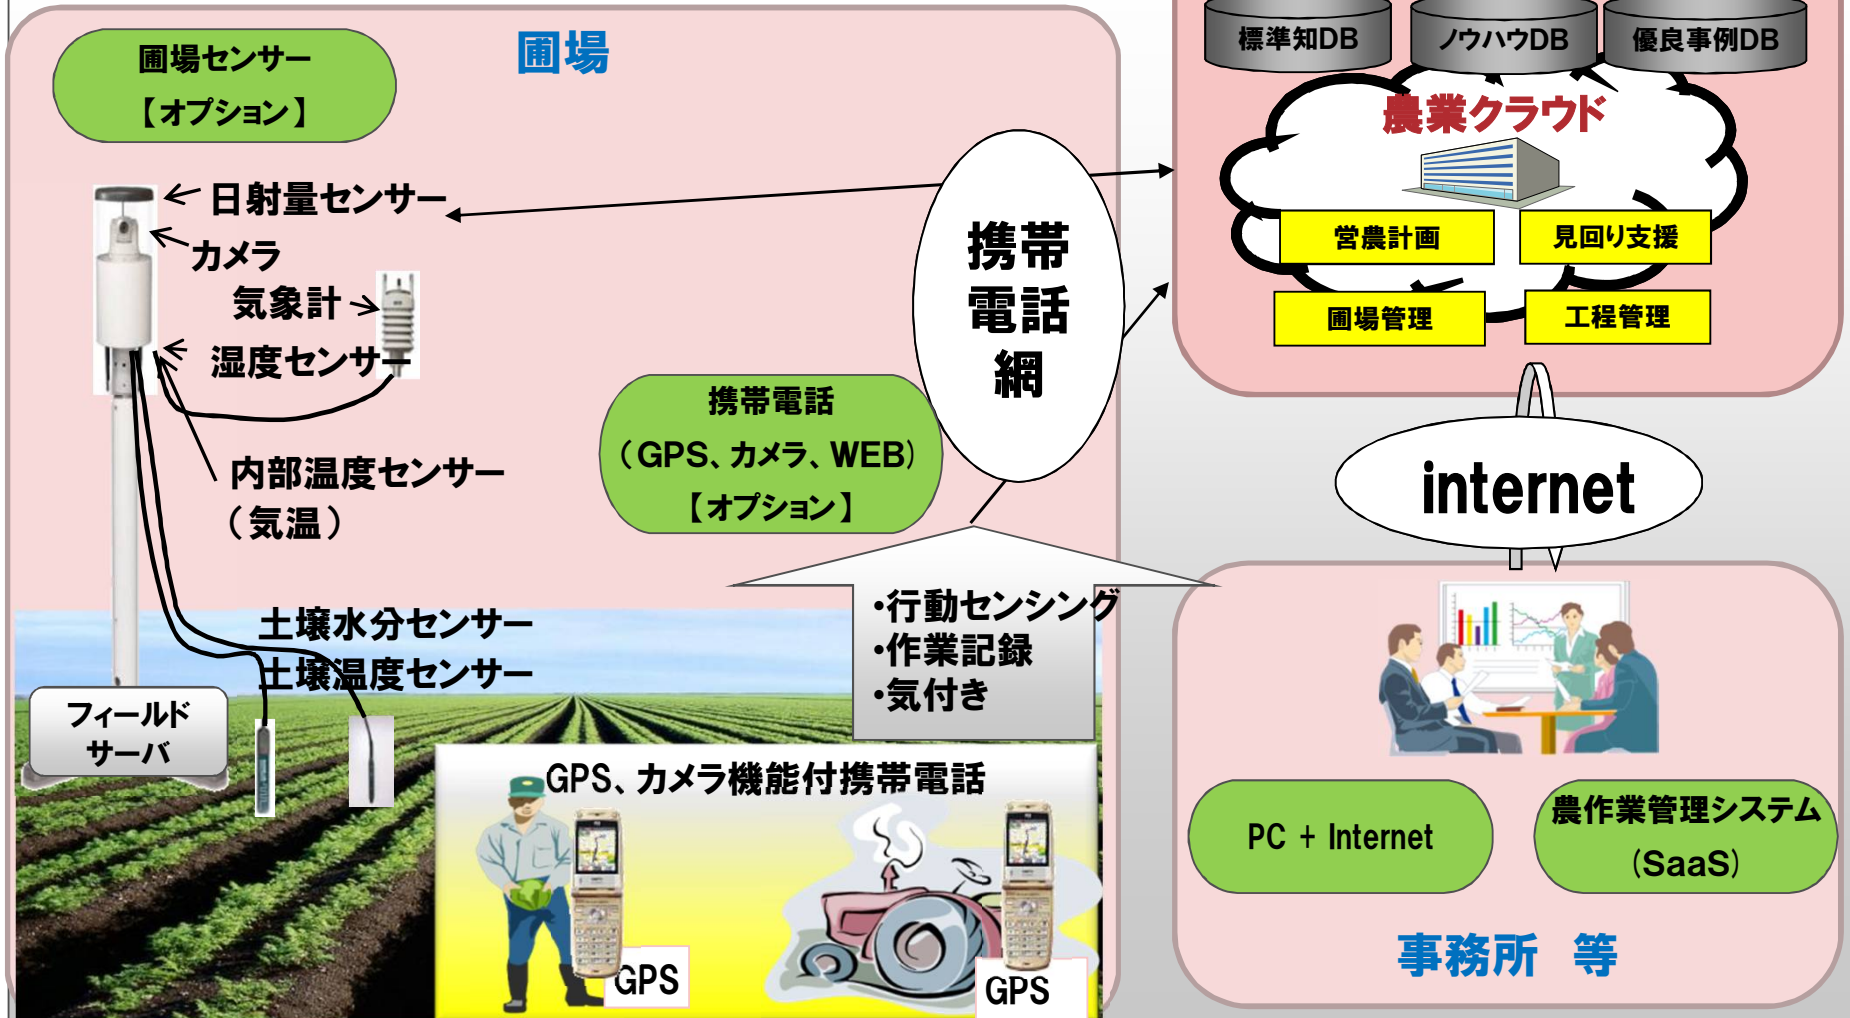 圃場
圃場センサー
【オプション】
日射量センサー
カメラ
気象計
湿度センサー
内部温度センサー
（気温）
土壌水分センサー
土壌温度センサー
フィールド
サーバ
携帯電話
（GPS、カメラ、WEB）
【オプション】
携帯
電話
網
・行動センシング
・作業記録
・気付き
GPS、カメラ機能付携帯電話
GPS
GPS
標準知DB
ノウハウDB
優良事例DB
農業クラウド
営農計画
見回り支援
圃場管理
工程管理
internet
PC + Internet
農作業管理システム
（SaaS）
事務所 等